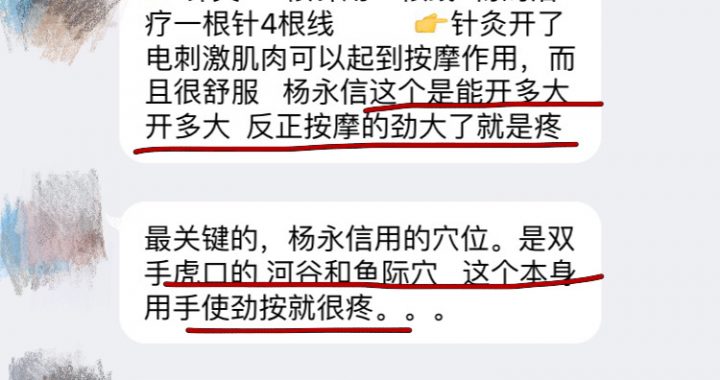 疗一根针4根线 👉针灸开了
电刺激肌肉可以起到按摩作用，而
且很舒服 杨永信这个是能开多大
开多大 反正按摩的劲大了就是疼
最关键的，杨永信用的穴位。是双
手虎口的 河谷和鱼际穴 这个本身
用手使劲按就很疼。。。